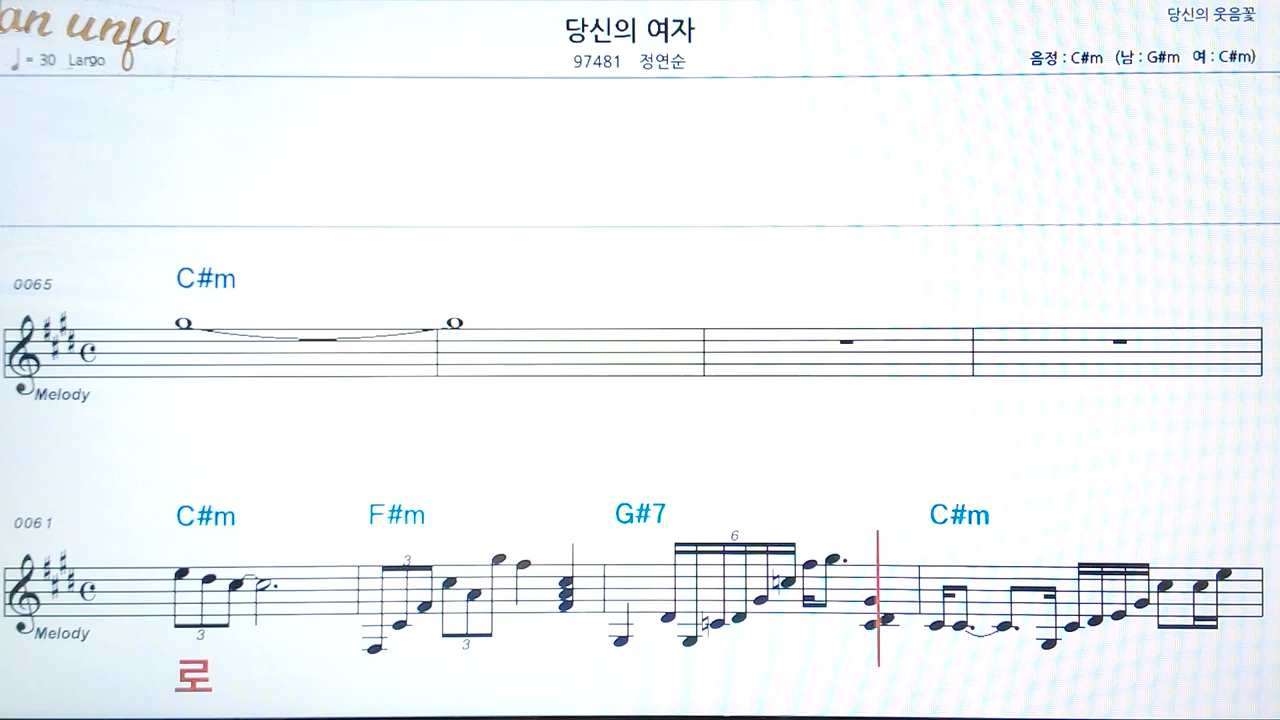 an unja
당신의 여자
당신의 웃음꽃
♩ = 30 Largo
97481 정연순
음정 : C#m (남 : G#m 여 : C#m)
0065
C#m
Melody
0061
C#m F#m G#7 C#m
3 3 6
Melody
3 3
로